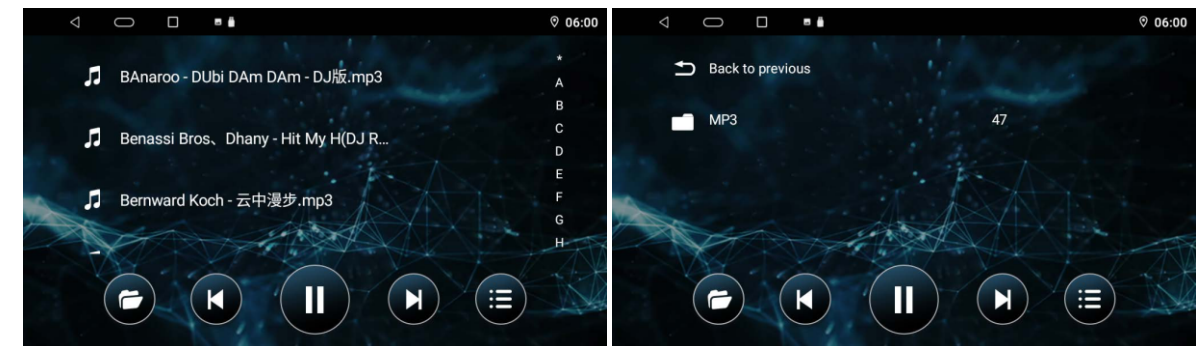 06:00
BAnaroo - DUbi DAm DAm - DJ版.mp3
Benassi Bros、Dhany - Hit My H(DJ R...
Bernward Koch - 云中漫步.mp3
*
A
B
C
D
E
F
G
H
06:00
Back to previous
MP3 47